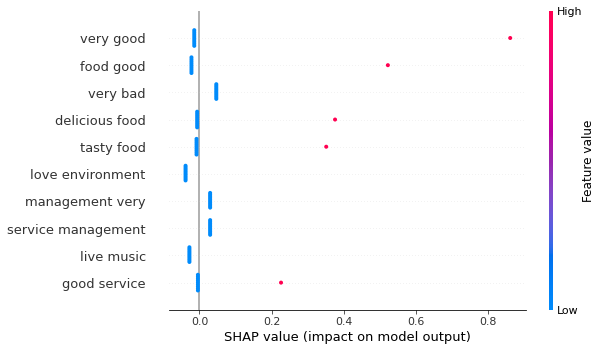 High
very good
food good
very bad
delicious food
tasty food
love environment
management very
service management
live music
good service
Feature value
Low
0.0 0.2 0.4 0.6 0.8
SHAP value (impact on model output)